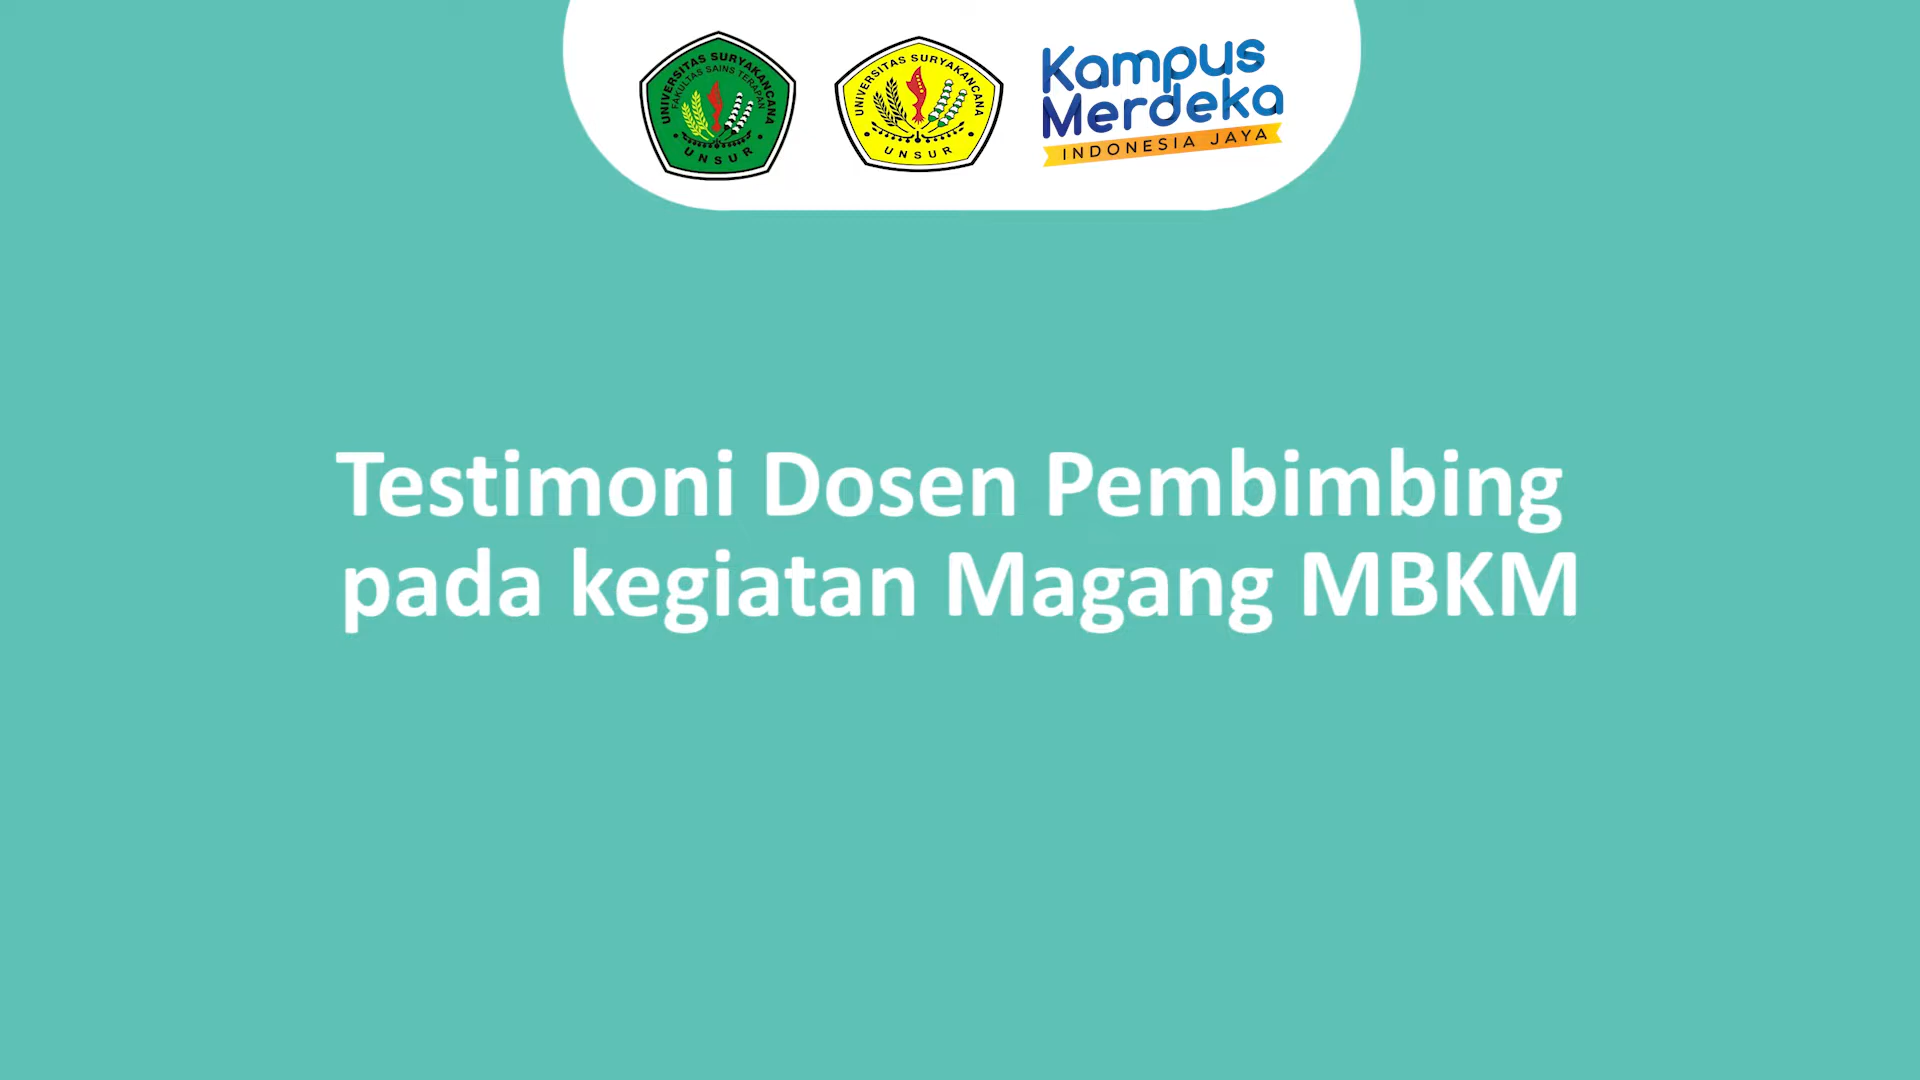 UNIVERSITAS SURYAKANCANA
FAKULTAS SAINS TERAPAN
UNSUR
UNIVERSITAS SURYAKANCANA
UNSUR
Kampus
Merdeka
INDONESIA JAYA
Testimoni Dosen Pembimbing
pada kegiatan Magang MBKM